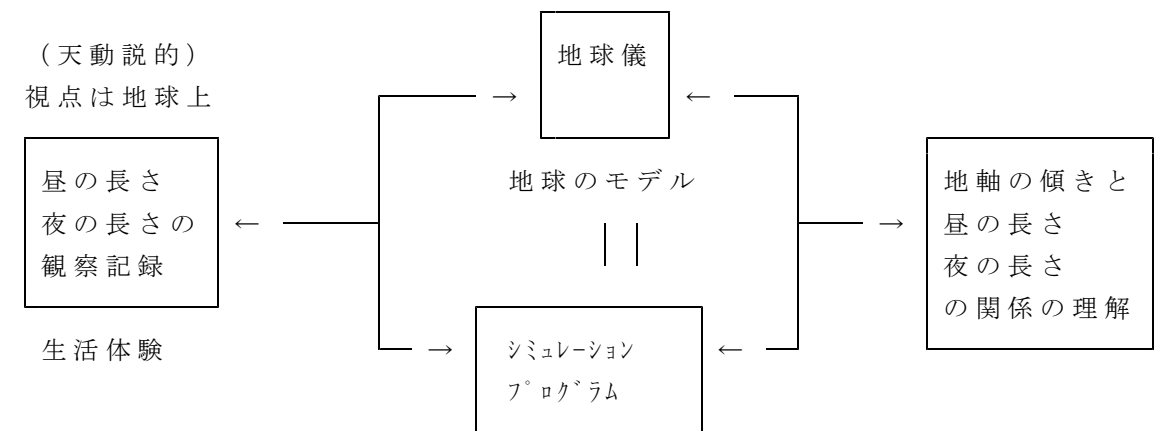 (天動説的)
視点は地球上
昼の長さ
夜の長さの
観察記録
生活体験
地球儀
地球のモデル
シミュレーション
プログラム
地軸の傾きと
昼の長さ
夜の長さ
の関係の理解